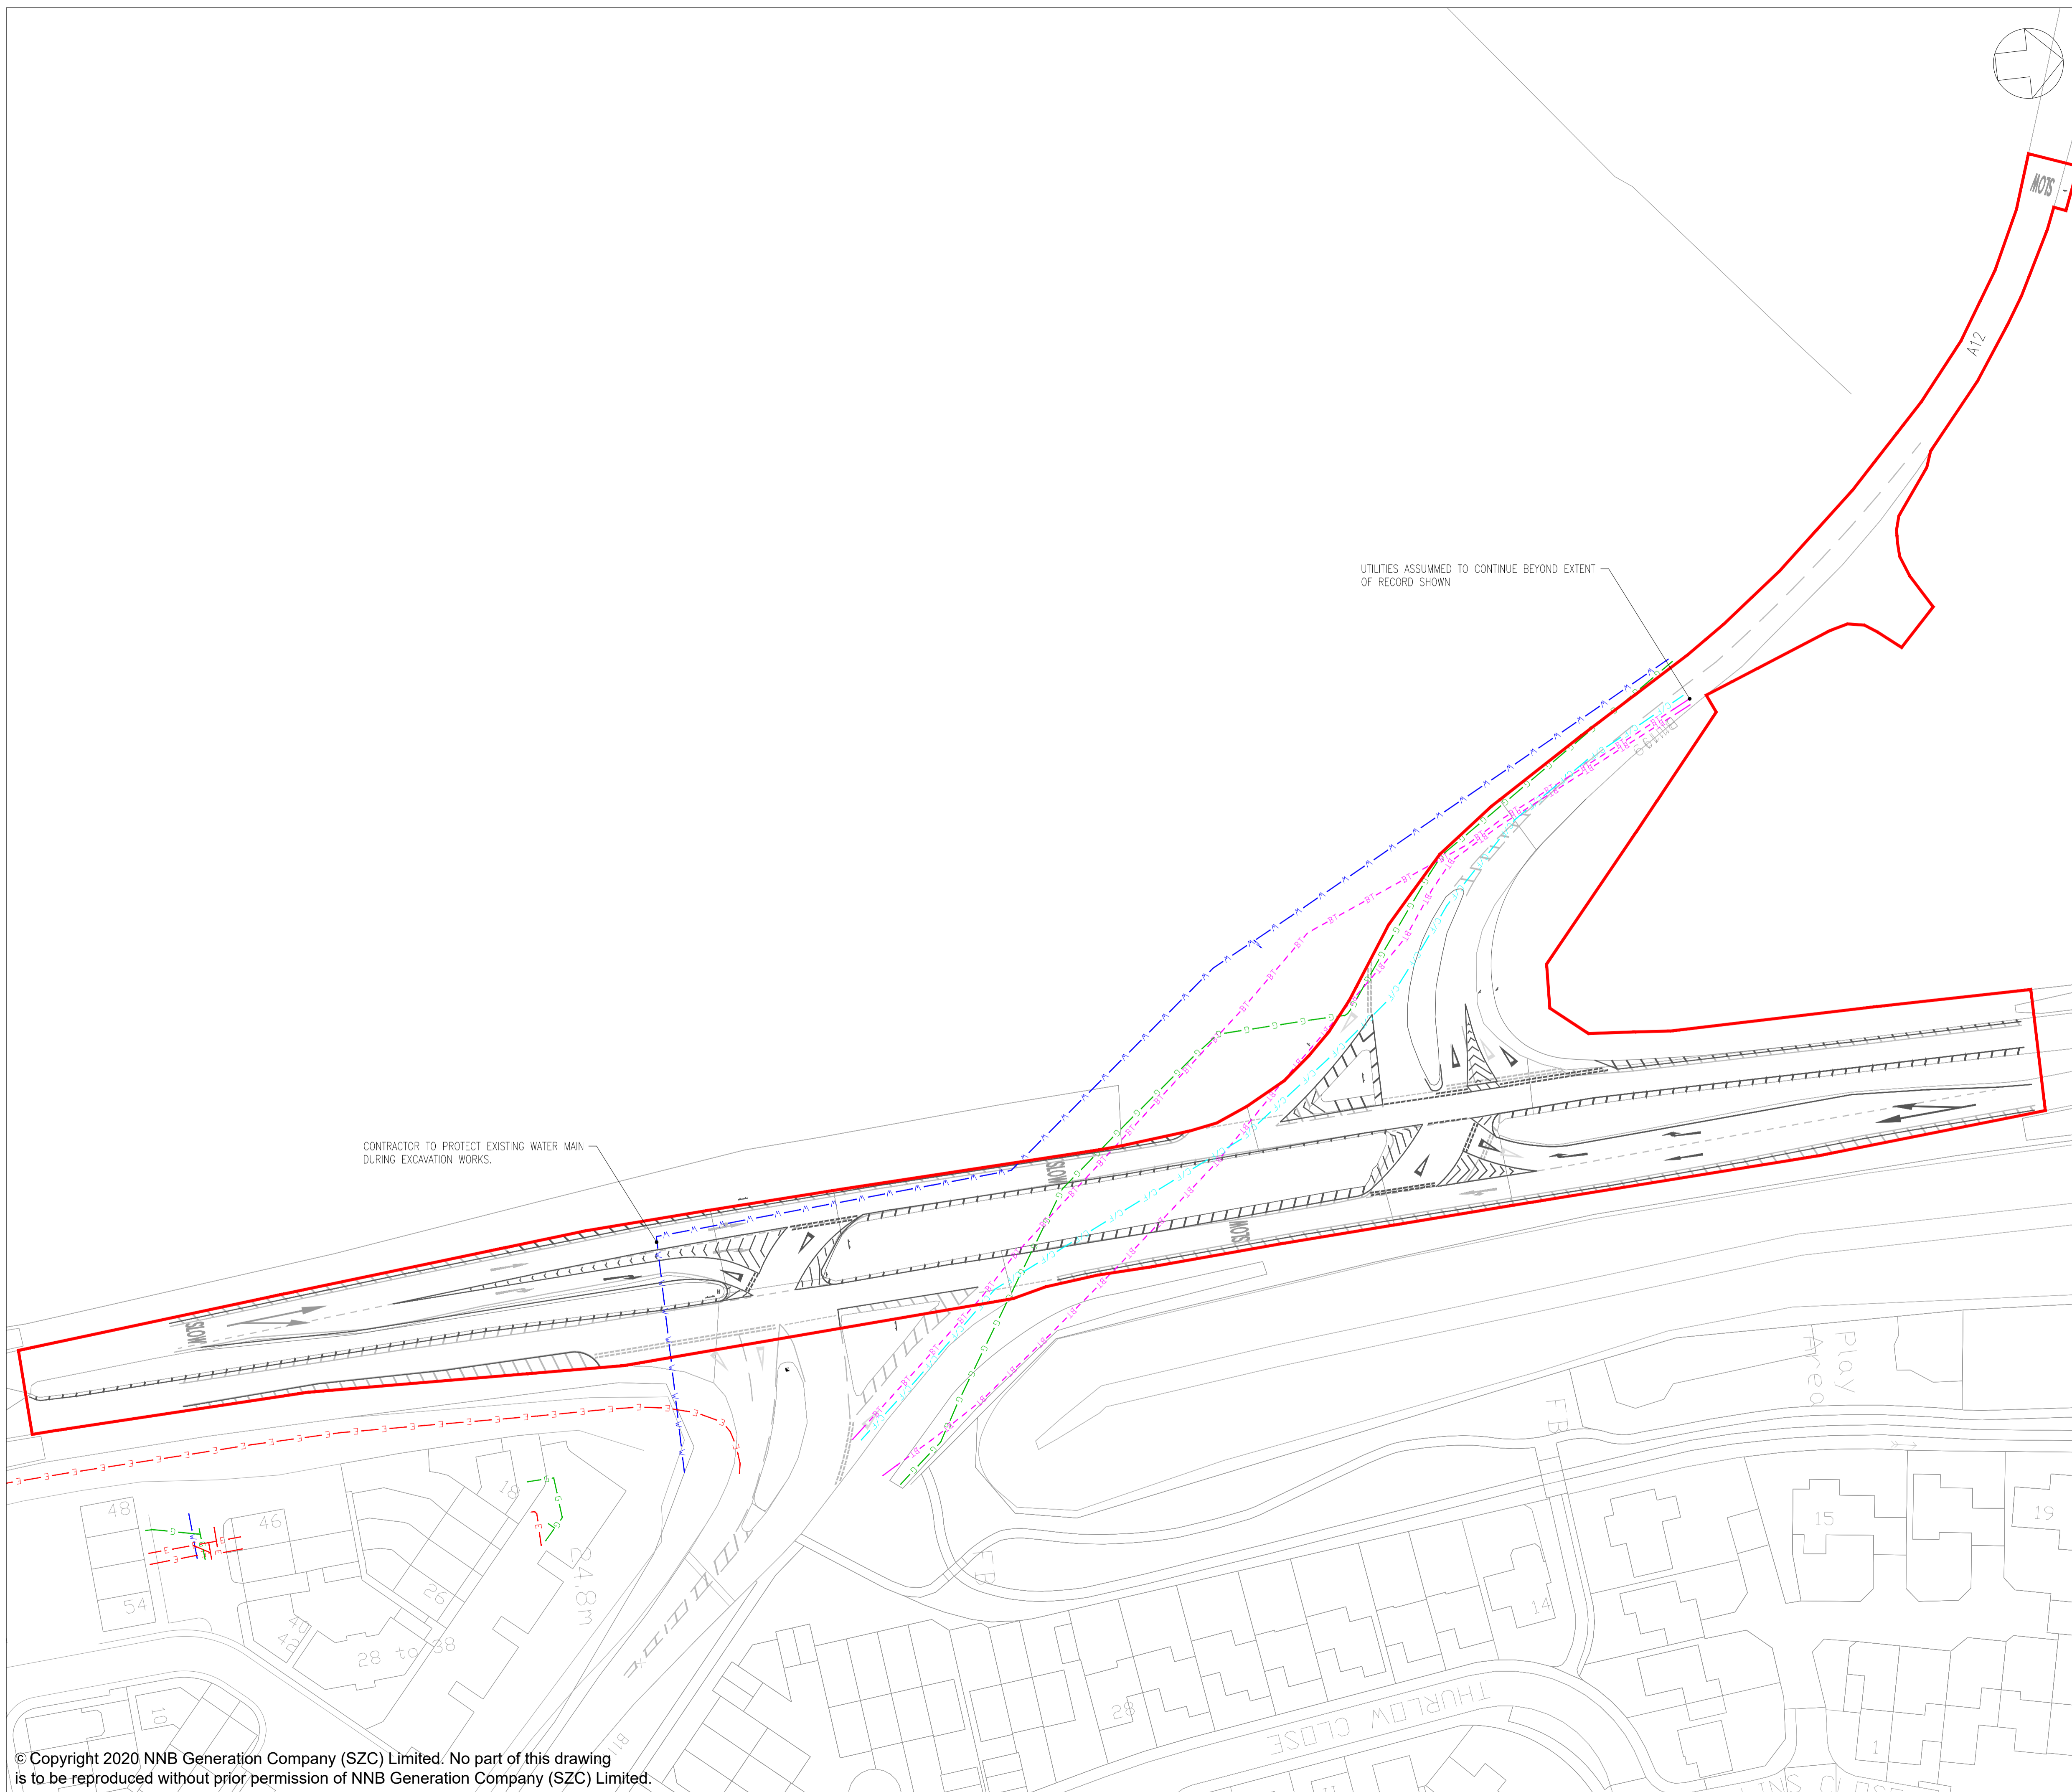 SLOW
A12
UTILITIES ASSUMMED TO CONTINUE BEYOND EXTENT
OF RECORD SHOWN
CONTRACTOR TO PROTECT EXISTING WATER MAIN
DURING EXCAVATION WORKS.
SLOW
SLOW
SLOW
Play
Area
FB
FB
48
46
18
54
40
42
26
28 to 38
10
15
19
14
28
1
THURLOW CLOSE
© Copyright 2020 NNB Generation Company (SZC) Limited. No part of this drawing
is to be reproduced without prior permission of NNB Generation Company (SZC) Limited.